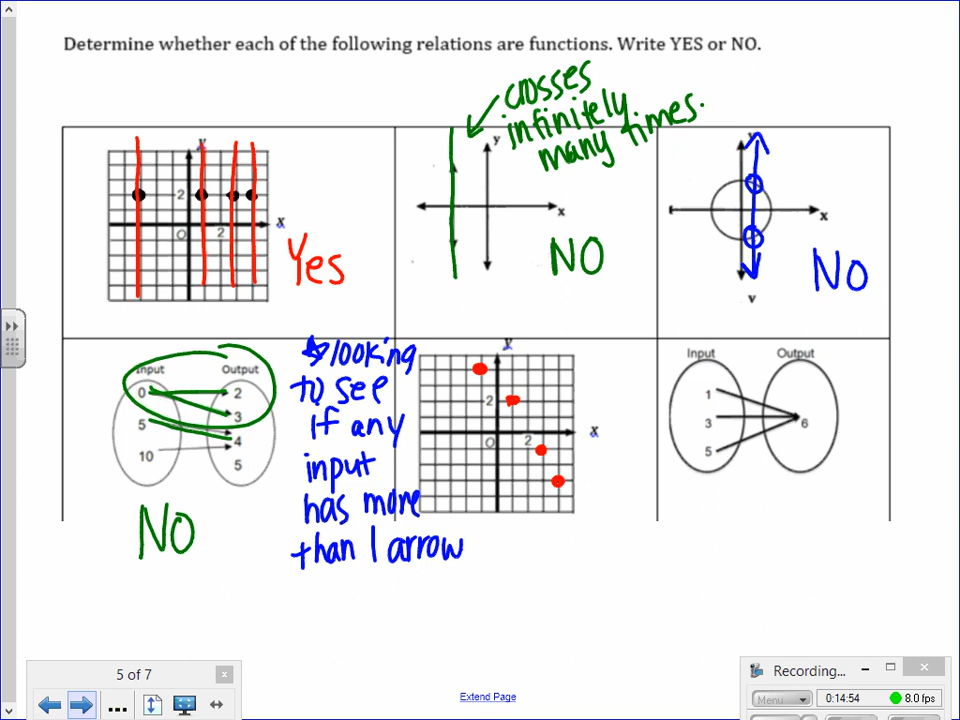 Determine whether each of the following relations are functions. Write YES or NO.
crosses
infinitely
many times.
y
2
O
2
x
Yes
y
x
NO
x
v
No
Input
Output
0
2
3
5
4
10
5
NO
looking
to see
if any
input
has more
than 1 arrow
y
2
O
2
x
Input
Output
1
3
6
5
5 of 7
x
...
Extend Page
Recording...
Menu
0:14:54
8.0 fps